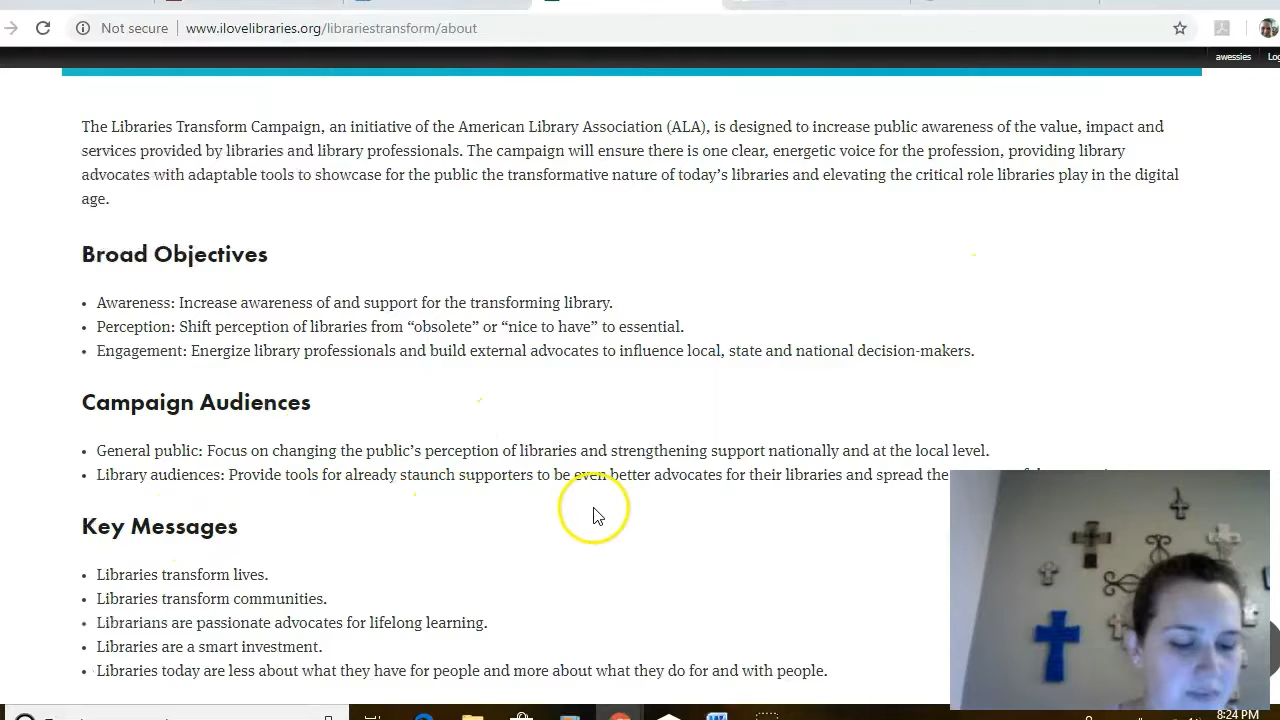 Not secure
www.ilovelibraries.org/librariestransform/about
awessies
The Libraries Transform Campaign, an initiative of the American Library Association (ALA), is designed to increase public awareness of the value, impact and
services provided by libraries and library professionals. The campaign will ensure there is one clear, energetic voice for the profession, providing library
advocates with adaptable tools to showcase for the public the transformative nature of today’s libraries and elevating the critical role libraries play in the digital
age.
Broad Objectives
• Awareness: Increase awareness of and support for the transforming library.
• Perception: Shift perception of libraries from “obsolete” or “nice to have” to essential.
• Engagement: Energize library professionals and build external advocates to influence local, state and national decision-makers.
Campaign Audiences
• General public: Focus on changing the public’s perception of libraries and strengthening support nationally and at the local level.
• Library audiences: Provide tools for already staunch supporters to be even better advocates for their libraries and spread the
Key Messages
• Libraries transform lives.
• Libraries transform communities.
• Librarians are passionate advocates for lifelong learning.
• Libraries are a smart investment.
• Libraries today are less about what they have for people and more about what they do for and with people.
8:24 PM